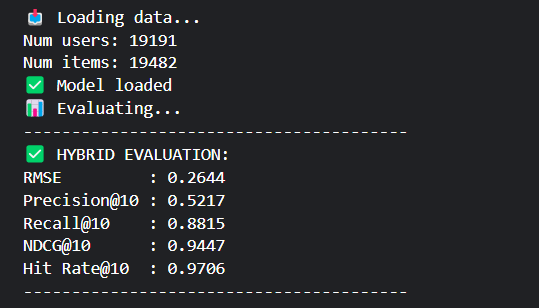 📥 Loading data...
Num users: 19191
Num items: 19482
✅ Model loaded
📊 Evaluating...
----------------------------------------
✅ HYBRID EVALUATION:
RMSE         : 0.2644
Precision@10 : 0.5217
Recall@10    : 0.8815
NDCG@10      : 0.9447
Hit Rate@10  : 0.9706
----------------------------------------